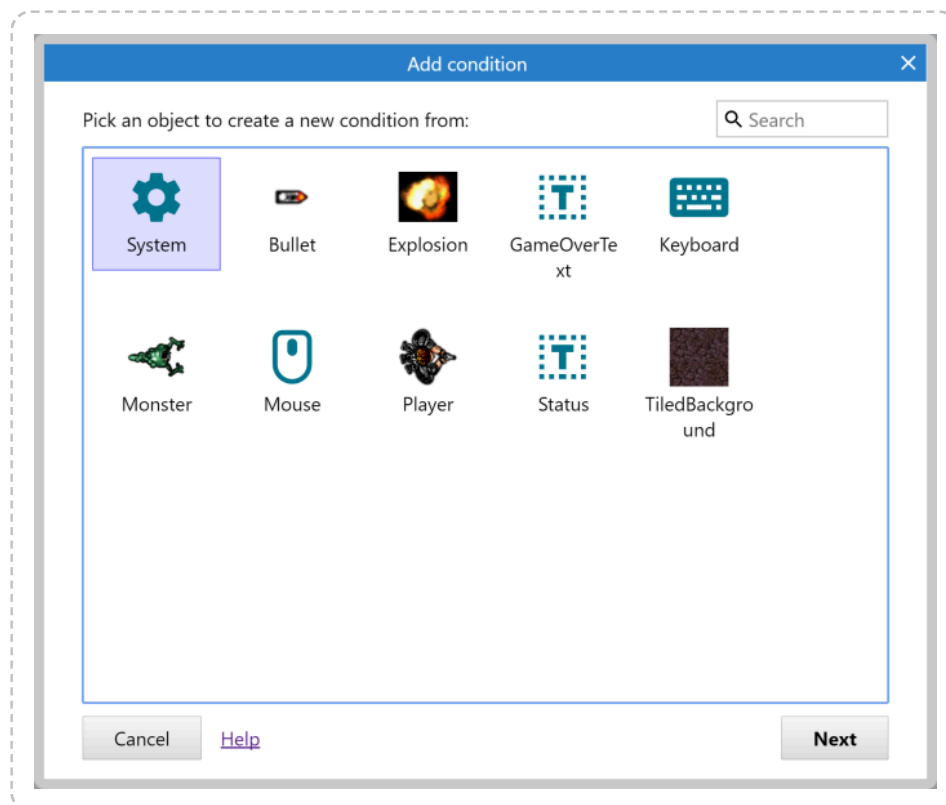 Add condition
Pick an object to create a new condition from:
Search
System
Bullet
Explosion
GameOverTe
xt
Keyboard
Monster
Mouse
Player
Status
TiledBackgro
und
Cancel
Help
Next